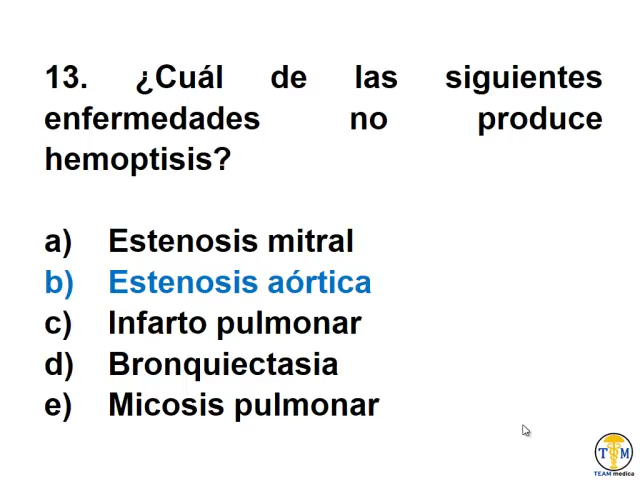 13. ¿Cuál de las siguientes
enfermedades no produce
hemoptisis?
a) Estenosis mitral
b) Estenosis aórtica
c) Infarto pulmonar
d) Bronquiectasia
e) Micosis pulmonar
T M
TEAM medica